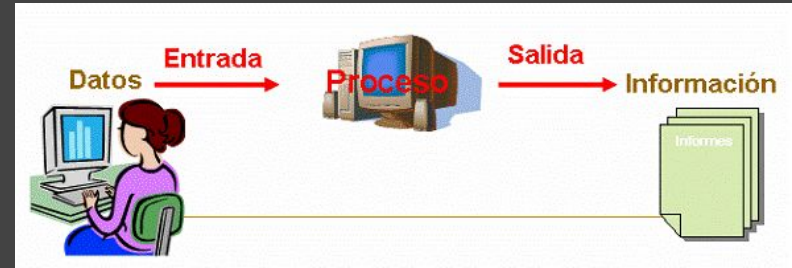 Datos
Entrada
Proceso
Salida
Información
Informes